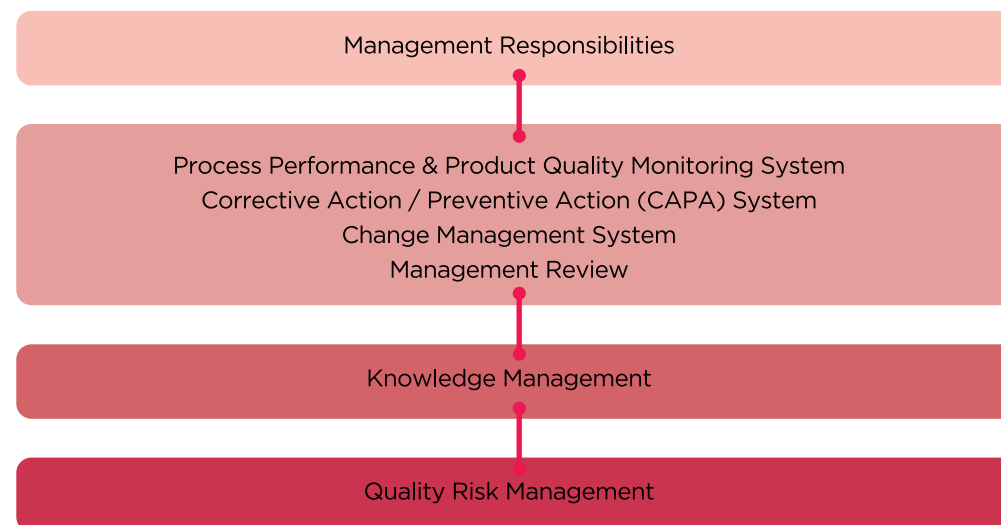 Management Responsibilities
Process Performance & Product Quality Monitoring System
Corrective Action / Preventive Action (CAPA) System
Change Management System
Management Review
Knowledge Management
Quality Risk Management